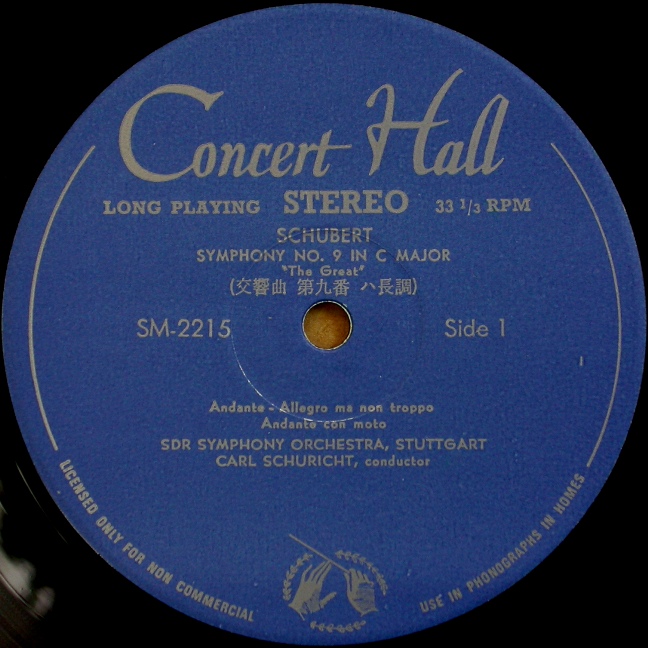 Concert Hall
LONG PLAYING STEREO 33 1/3 RPM
SCHUBERT
SYMPHONY NO. 9 IN C MAJOR
"The Great"
(交響曲 第九番 ハ長調)
SM-2215 Side 1
Andante - Allegro ma non troppo
Andante con moto
SDR SYMPHONY ORCHESTRA, STUTTGART
CARL SCHURICHT, conductor
LICENSED ONLY FOR NON COMMERCIAL USE IN PHONOGRAPHS IN HOMES